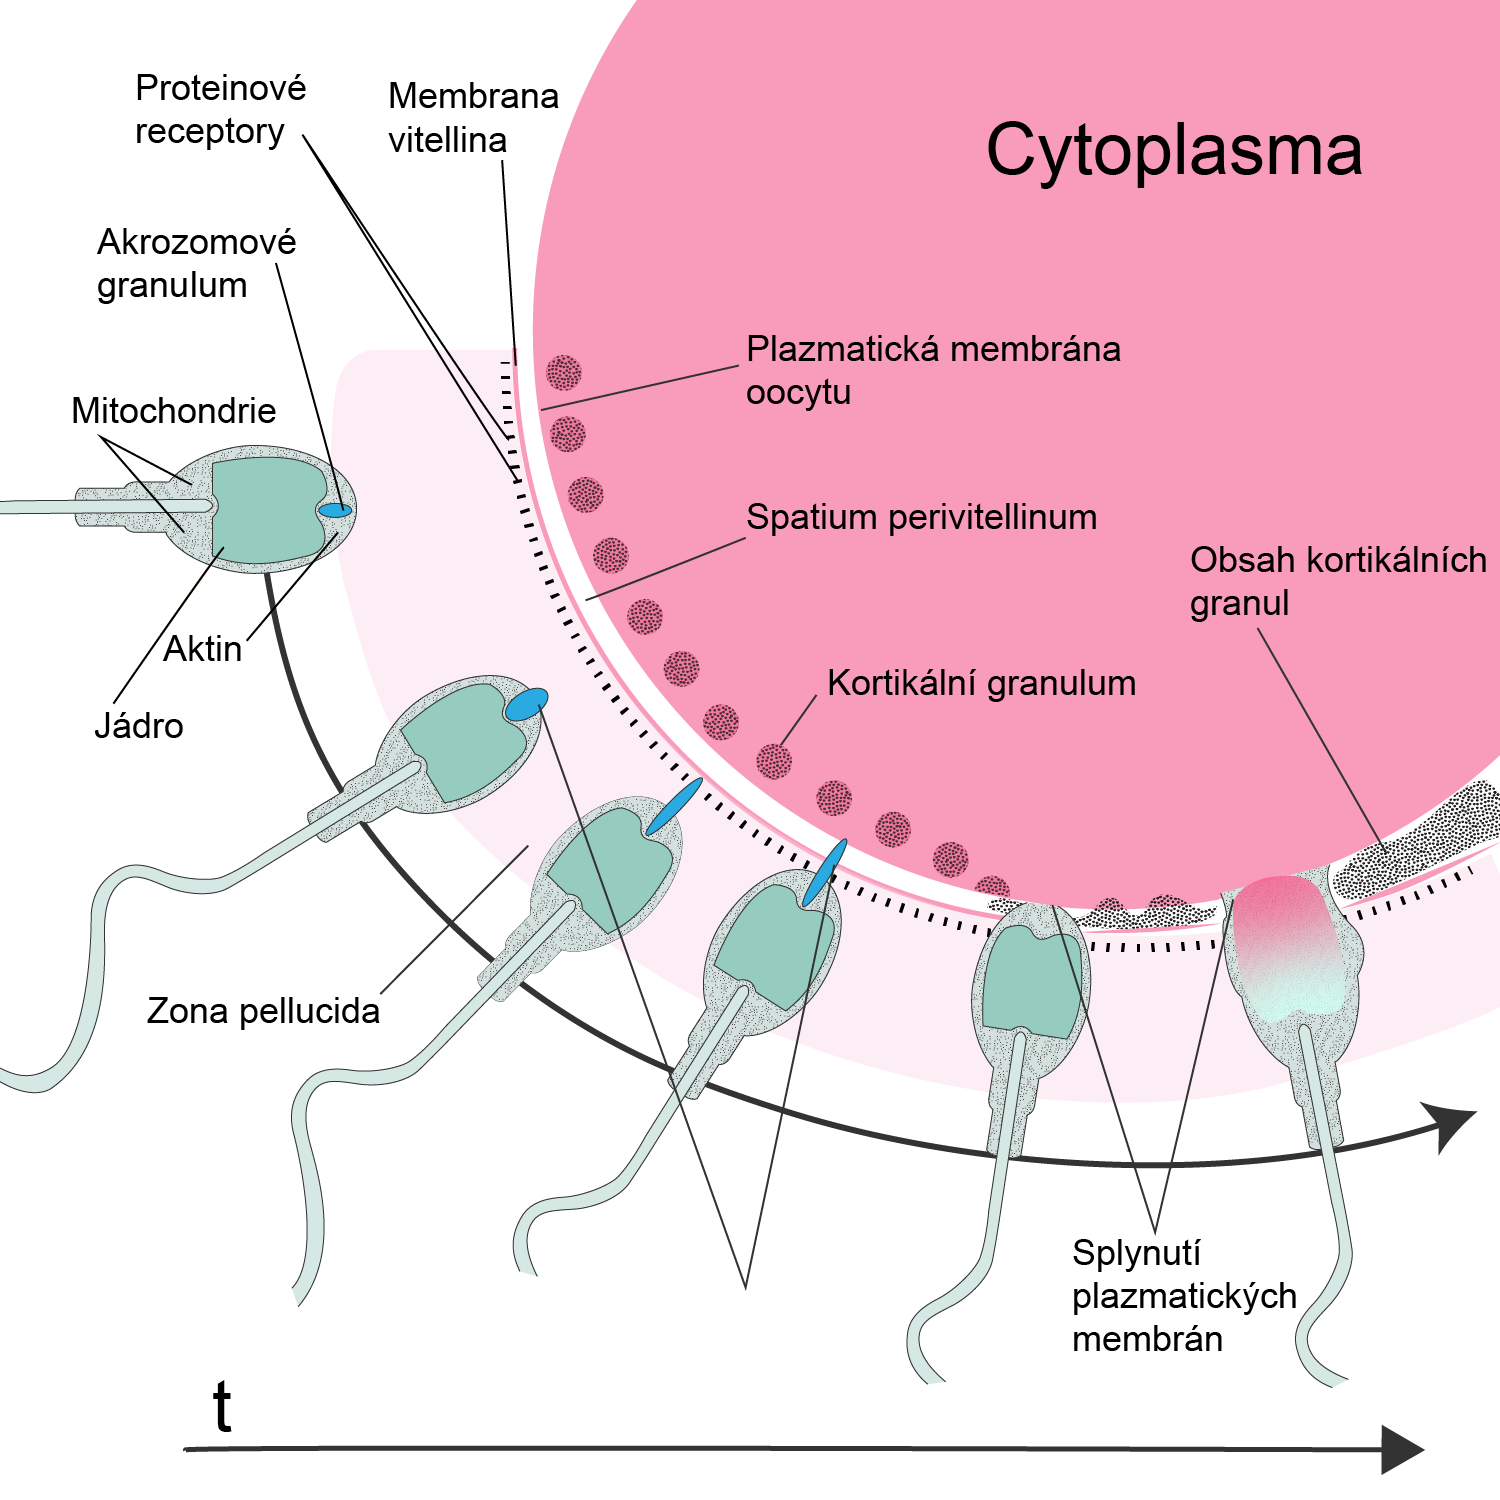 Proteinové
receptory
Membrana
vitellina
Cytoplasma
Akrozomové
granulum
Plazmatická membrána
oocytu
Mitochondrie
Spatium perivitellinum
Obsah kortikálních
granul
Aktin
Jádro
Kortikální granulum
Zona pellucida
Splynutí
plazmatických
membrán
t